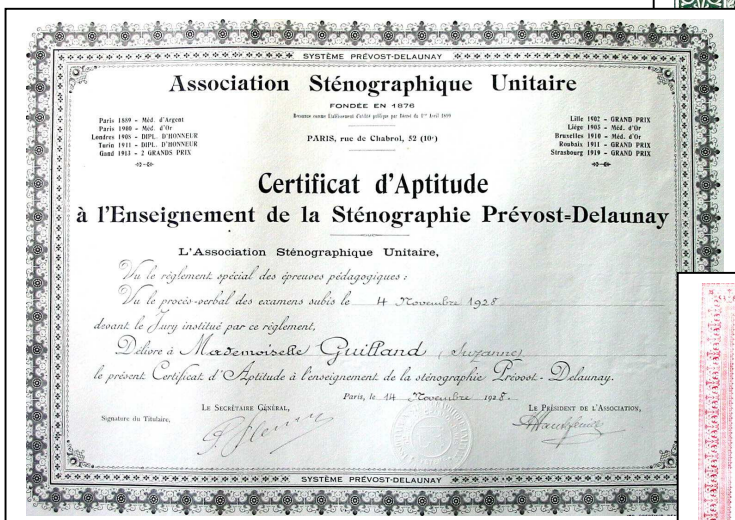 SYSTÈME PRÉVOST-DELAUNAY
Association Sténographique Unitaire
FONDÉE EN 1876
Reconnue comme Établissement d'utilité publique par Décret du 1er Avril
Paris 1889 - Méd. d'Argent
Paris 1900 - Méd. d'Or
Londres 1908 - DIPL. D'HONNEUR
Turin 1911 - DIPL. D'HONNEUR
Gand 1913 - 2 GRANDS PRIX
PARIS, rue de Chabrol, 52 (10e)
Lille 1902 - GRAND PRIX
Liège 1905 - Méd. d'Or
Bruxelles 1910 - Méd. d'Or
Roubaix 1911 - GRAND PRIX
Strasbourg 1919 - GRAND PRIX
Certificat d'Aptitude
à l'Enseignement de la Sténographie Prévost=Delaunay
L'Association Sténographique Unitaire,
Vu le règlement spécial des épreuves pédagogiques :
Vu le procès-verbal des examens subis le 4 Novembre 1928
devant le Jury institué par ce règlement,
Délivre à Mademoiselle Guilland (Suzanne)
le présent Certificat d'Aptitude à l'enseignement de la sténographie Prévost-Delaunay.
Paris, le 14 Novembre 1928.
Signature du Titulaire,
LE SECRÉTAIRE GÉNÉRAL,
LE PRÉSIDENT DE L'ASSOCIATION,
SYSTÈME PRÉVOST-DELAUNAY